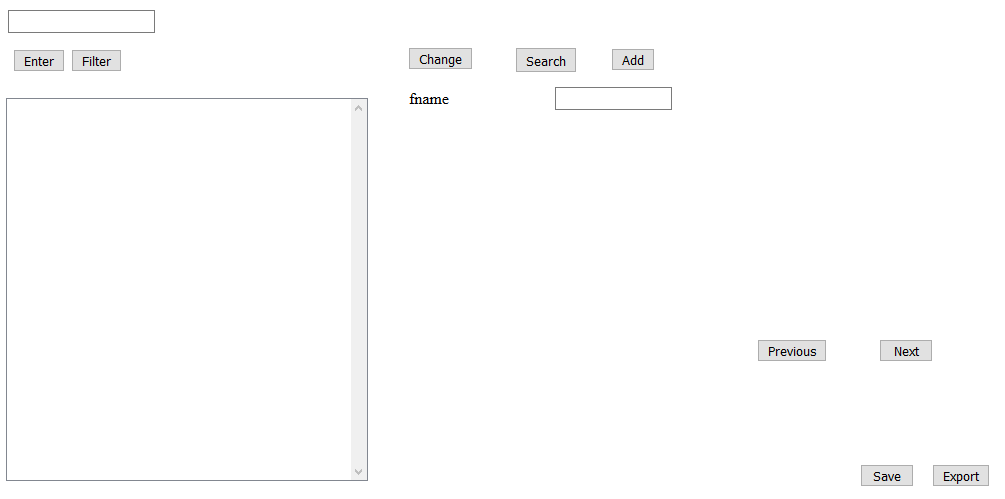 Enter Filter Change Search Add
fname
Previous Next
Save Export